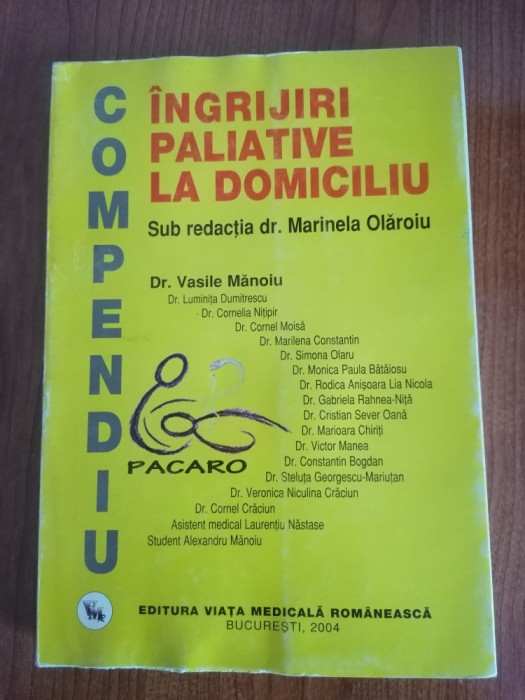 COMPENDIU
ÎNGRIJIRI
PALIATIVE
LA DOMICILIU
Sub redacția dr. Marinela Olăroiu
Dr. Vasile Mănoiu
Dr. Luminița Dumitrescu
Dr. Cornelia Nițipir
Dr. Cornel Moisă
Dr. Marilena Constantin
Dr. Simona Olaru
Dr. Monica Paula Bătăiosu
Dr. Rodica Anișoara Lia Nicola
Dr. Gabriela Rahnea-Niță
Dr. Cristian Sever Oană
Dr. Marioara Chiriți
Dr. Victor Manea
Dr. Constantin Bogdan
Dr. Steluța Georgescu-Mariuțan
Dr. Veronica Niculina Crăciun
Dr. Cornel Crăciun
Asistent medical Laurențiu Năstase
Student Alexandru Mănoiu
PACARO
EDITURA VIAȚA MEDICALĂ ROMÂNEASCĂ
BUCUREȘTI, 2004